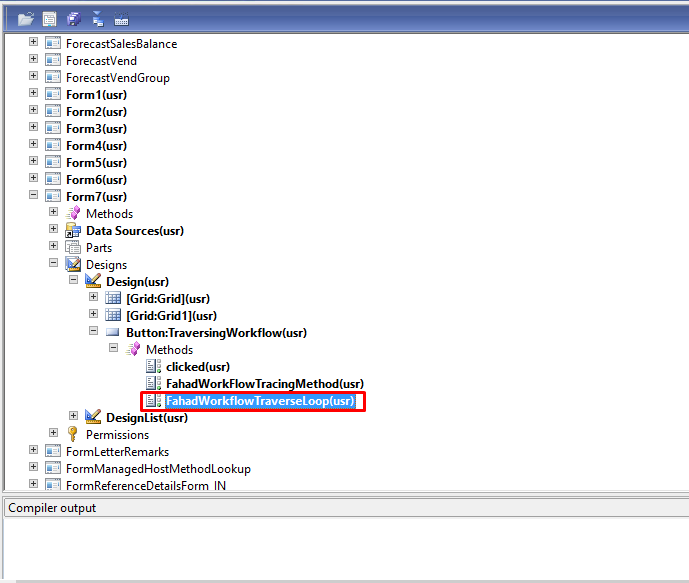 ForecastSalesBalance
ForecastVend
ForecastVendGroup
Form1(usr)
Form2(usr)
Form3(usr)
Form4(usr)
Form5(usr)
Form6(usr)
Form7(usr)
Methods
Data Sources(usr)
Parts
Designs
Design(usr)
[Grid:Grid](usr)
[Grid:Grid1](usr)
Button:TraversingWorkflow(usr)
Methods
clicked(usr)
FahadWorkFlowTracingMethod(usr)
FahadWorkflowTraverseLoop(usr)
DesignList(usr)
Permissions
FormLetterRemarks
FormManagedHostMethodLookup
FormReferenceDetailsForm_IN
Compiler output